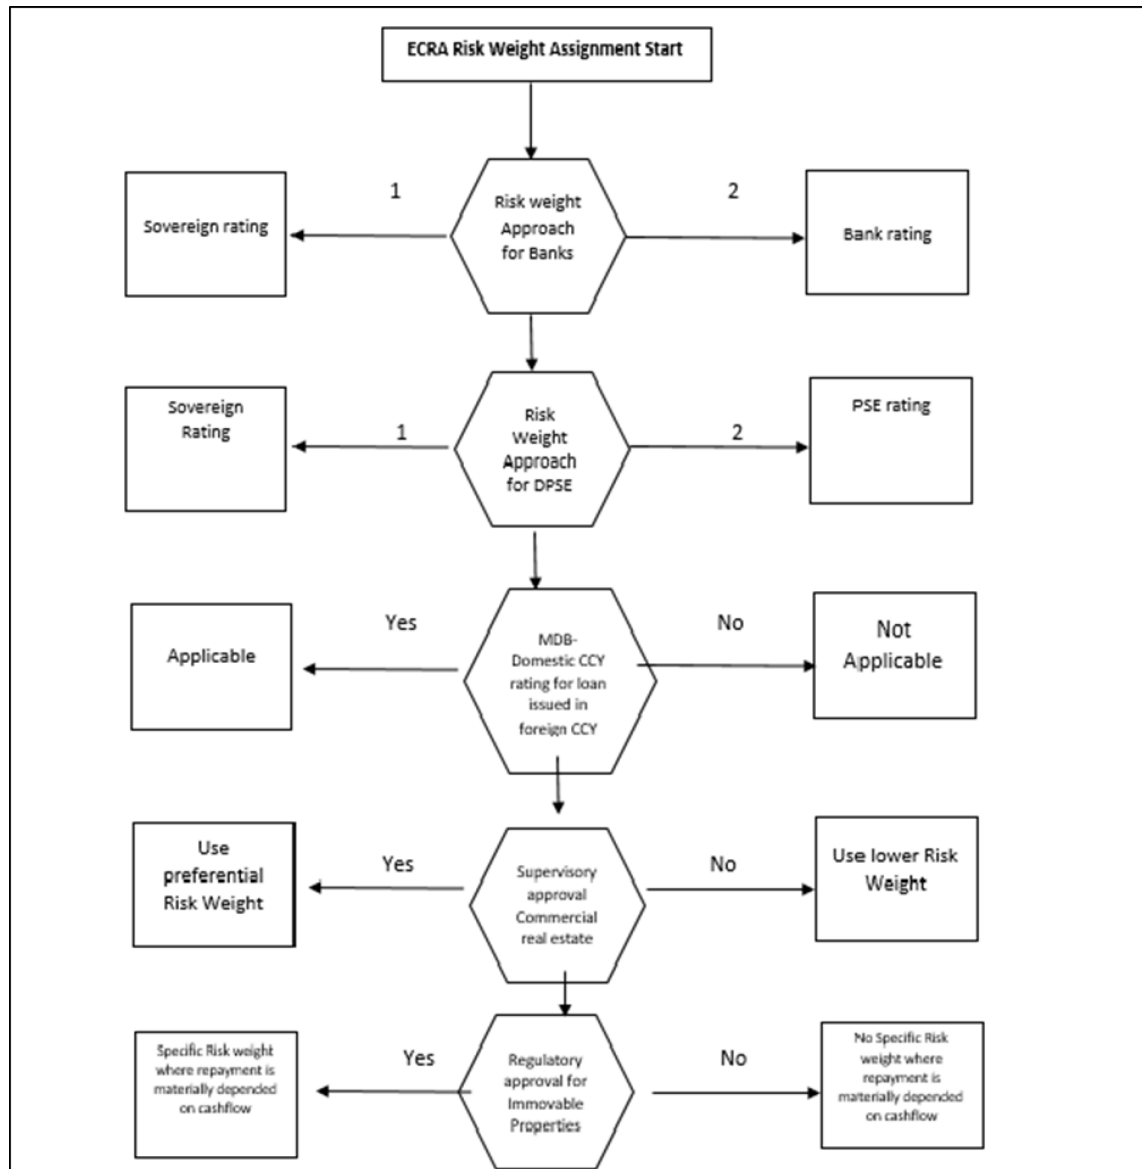 ECRA Risk Weight Assignment Start
1
2
Sovereign rating
Risk weight
Approach
for Banks
Bank rating
Sovereign
Rating
1
Risk
Weight
Approach
for DPSE
2
PSE rating
Yes
No
Applicable
MDB-
Domestic CCY
rating for loan
issued in
foreign CCY
Not
Applicable
Use
preferential
Risk Weight
Yes
Supervisory
approval
Commercial
real estate
No
Use lower Risk
Weight
Specific Risk weight
where repayment is
materially depended
on cashflow
Yes
Regulatory
approval for
Immovable
Properties
No
No Specific Risk
weight where
repayment is
materially depended
on cashflow